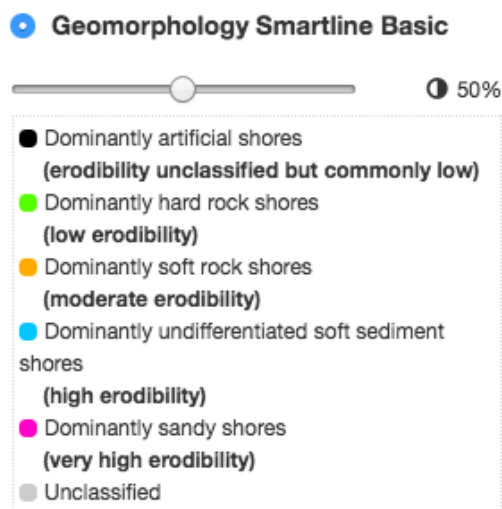 Geomorphology Smartline Basic
50%
Dominantly artificial shores
(erodibility unclassified but commonly low)
Dominantly hard rock shores
(low erodibility)
Dominantly soft rock shores
(moderate erodibility)
Dominantly undifferentiated soft sediment
shores
(high erodibility)
Dominantly sandy shores
(very high erodibility)
Unclassified